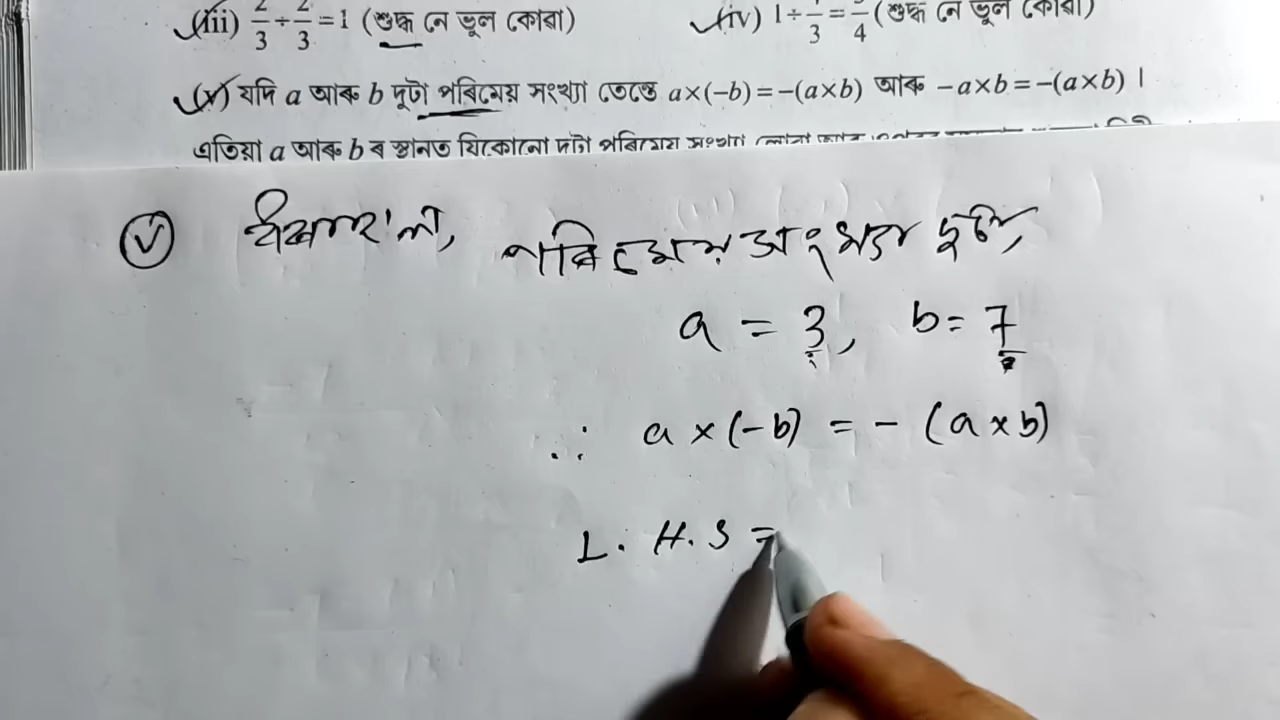 (iii) 2/3 ÷ 2/3 = 1 (শুদ্ধ নে ভুল কোৱা) (iv) 1 ÷ 1/3 = 3/4 (শুদ্ধ নে ভুল কোৱা)
(v) যদি a আৰু b দুটা পৰিমেয় সংখ্যা তেন্তে a×(−b) = −(a×b) আৰু −a×b = −(a×b) ।
এতিয়া a আৰু b ৰ স্থানত যিকোনো দুটা পৰিমেয় সংখ্যা লোৱা আৰু
(v) ধৰাহ'ল, পৰিমেয় সংখ্যা দুটা,
a = 3, b = 7
∴ a × (−b) = − (a × b)
L. H. S =